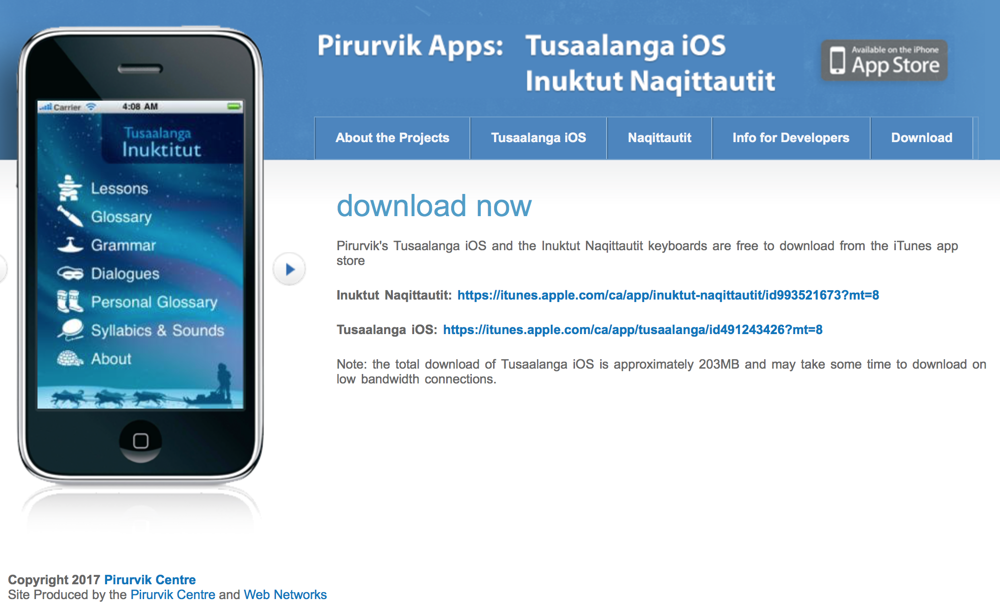 Pirurvik Apps: Tusaalanga iOS
Inuktut Naqittautit
Available on the iPhone
App Store
About the Projects
Tusaalanga iOS
Naqittautit
Info for Developers
Download
Carrier 4:08 AM
Tusaalanga
Inuktitut
Lessons
Glossary
Grammar
Dialogues
Personal Glossary
Syllabics & Sounds
About
download now
Pirurvik's Tusaalanga iOS and the Inuktut Naqittautit keyboards are free to download from the iTunes app
store
Inuktut Naqittautit: https://itunes.apple.com/ca/app/inuktut-naqittautit/id993521673?mt=8
Tusaalanga iOS: https://itunes.apple.com/ca/app/tusaalanga/id491243426?mt=8
Note: the total download of Tusaalanga iOS is approximately 203MB and may take some time to download on
low bandwidth connections.
Copyright 2017 Pirurvik Centre
Site Produced by the Pirurvik Centre and Web Networks